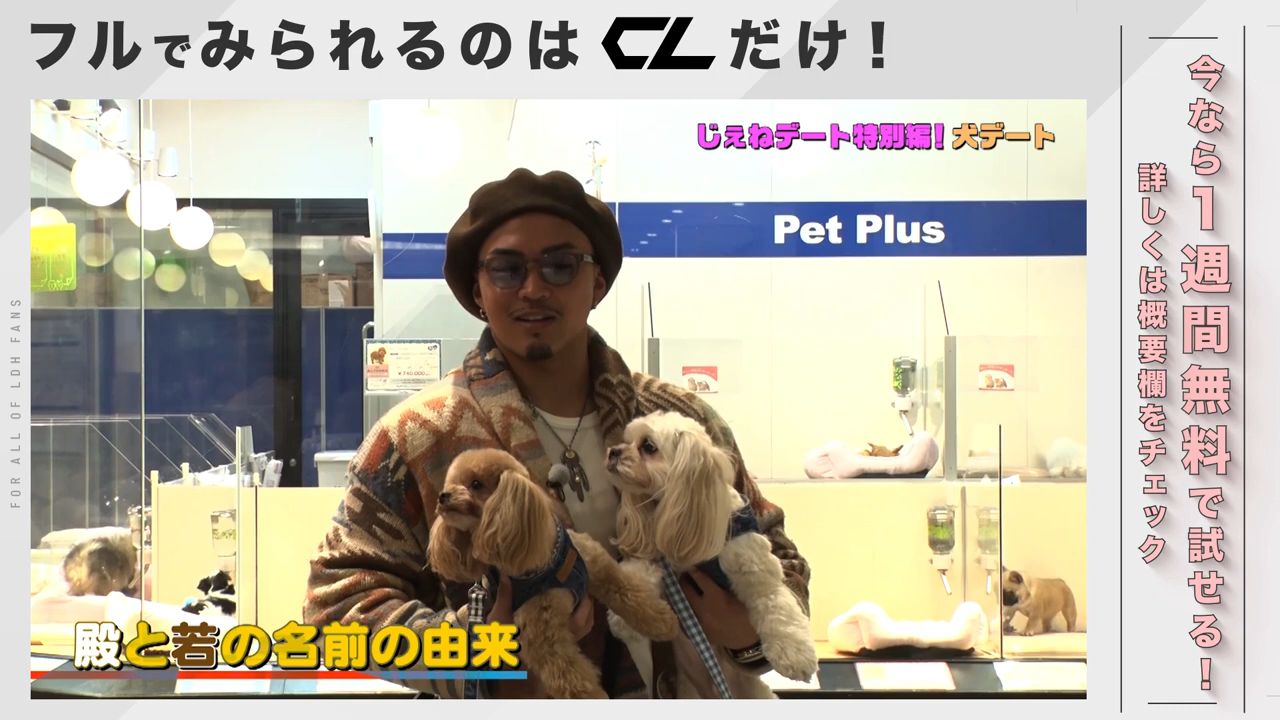 フルでみられるのは CL だけ！
じぇねデート特別編！犬デート
Pet Plus
殿と若の名前の由来
今なら1週間無料で試せる！
詳しくは概要欄をチェック
FOR ALL OF LDH FANS